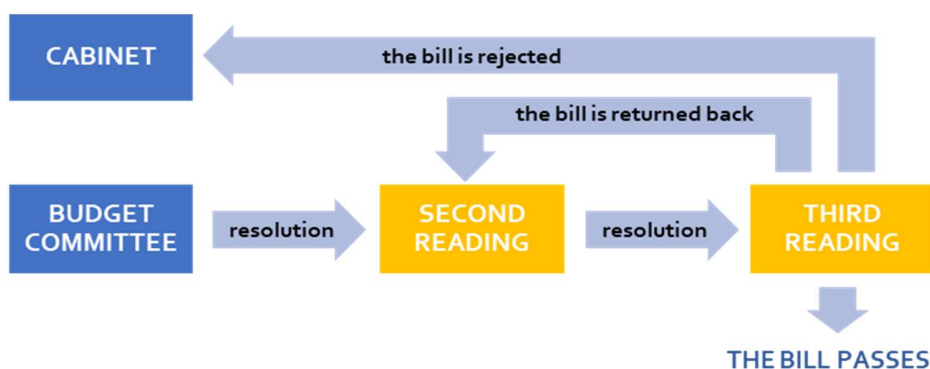 CABINET
the bill is rejected
the bill is returned back
BUDGET
COMMITTEE
resolution
SECOND
READING
resolution
THIRD
READING
THE BILL PASSES